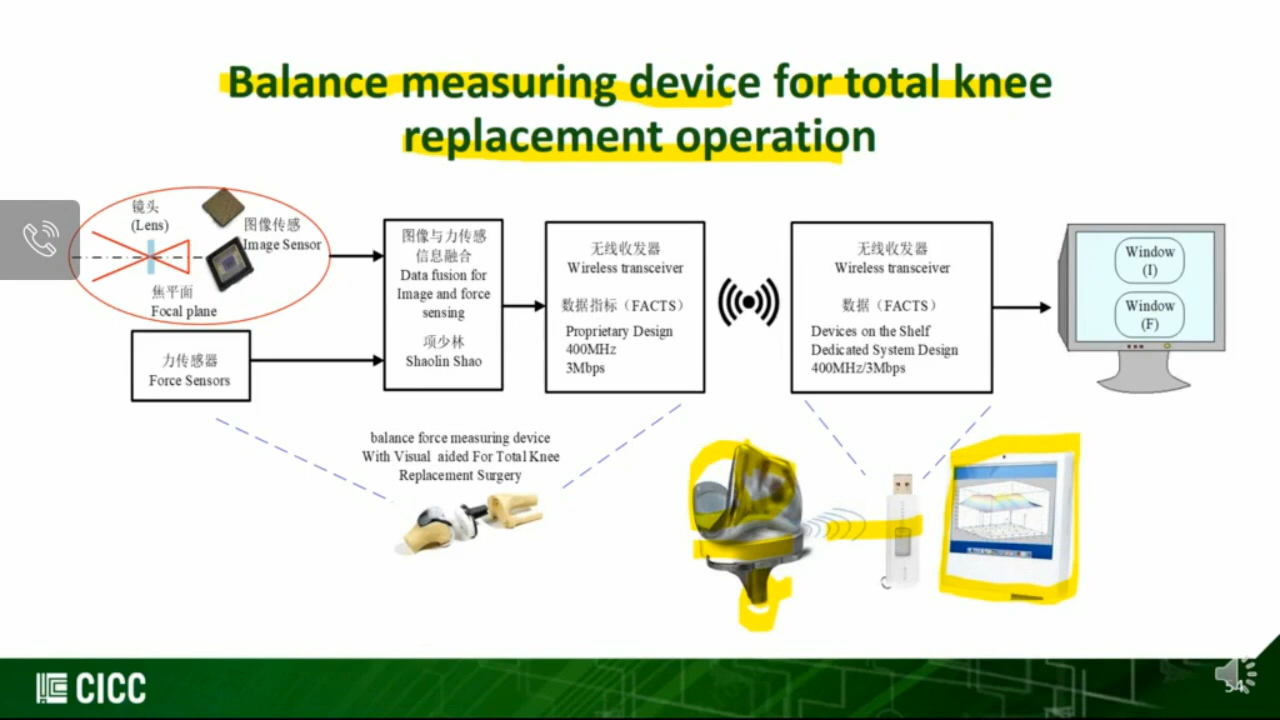 Balance measuring device for total knee
replacement operation
镜头
(Lens)
图像传感
Image Sensor
焦平面
Focal plane
力传感器
Force Sensors
图像与力传感
信息融合
Data fusion for
Image and force
sensing
项少林
Shaolin Shao
无线收发器
Wireless transceiver
数据指标（FACTS）
Proprietary Design
400MHz
3Mbps
无线收发器
Wireless transceiver
数据（FACTS）
Devices on the Shelf
Dedicated System Design
400MHz/3Mbps
Window
(I)
Window
(F)
balance force measuring device
With Visual aided For Total Knee
Replacement Surgery
CICC
54